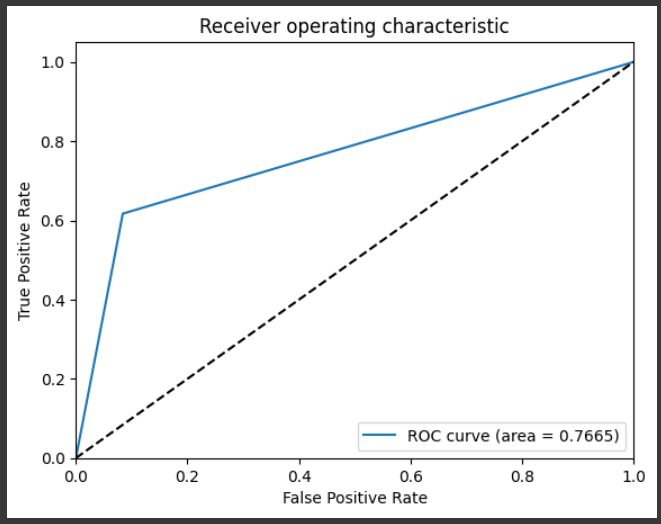 Receiver operating characteristic
1.0
0.8
0.6
0.4
0.2
0.0
True Positive Rate
ROC curve (area = 0.7665)
0.0 0.2 0.4 0.6 0.8 1.0
False Positive Rate